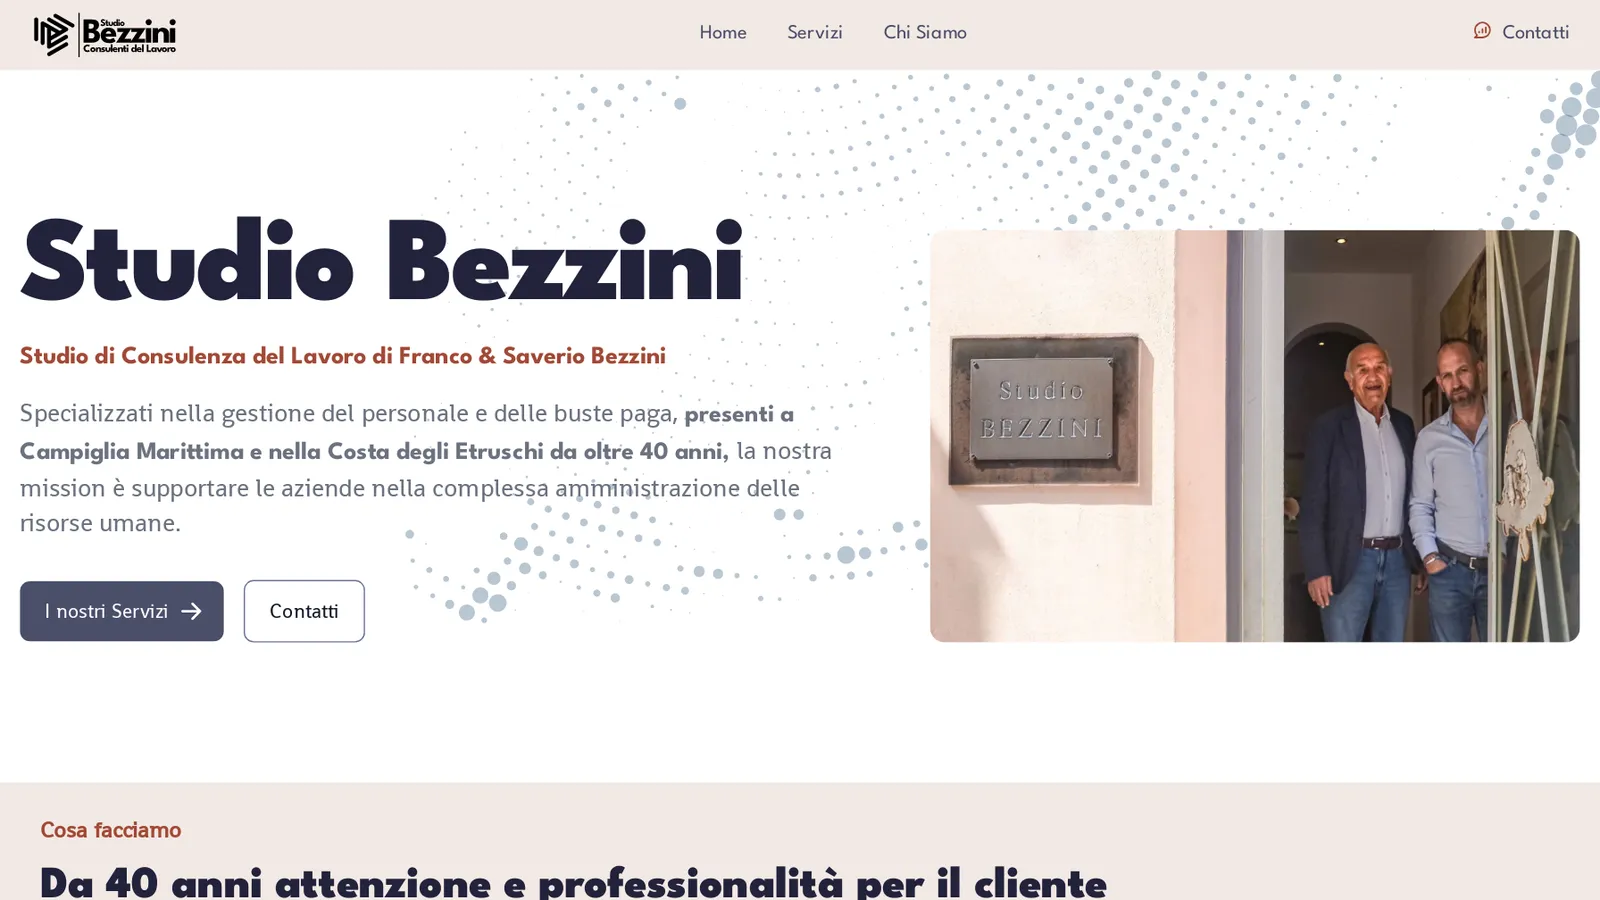 Studio
Bezzini
Consulenti del Lavoro
Home
Servizi
Chi Siamo
Contatti
Studio Bezzini
Studio di Consulenza del Lavoro di Franco & Saverio Bezzini
Specializzati nella gestione del personale e delle buste paga, presenti a
Campiglia Marittima e nella Costa degli Etruschi da oltre 40 anni, la nostra
mission è supportare le aziende nella complessa amministrazione delle
risorse umane.
I nostri Servizi
Contatti
Studio
BEZZINI
Cosa facciamo
Da 40 anni attenzione e professionalità per il cliente